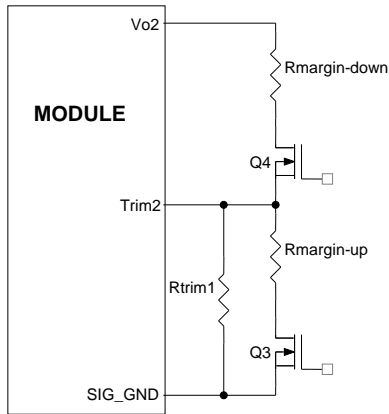 Vo2
Rmargin-down
MODULE
Q4
Trim2
Rmargin-up
Rtrim1
Q3
SIG_GND